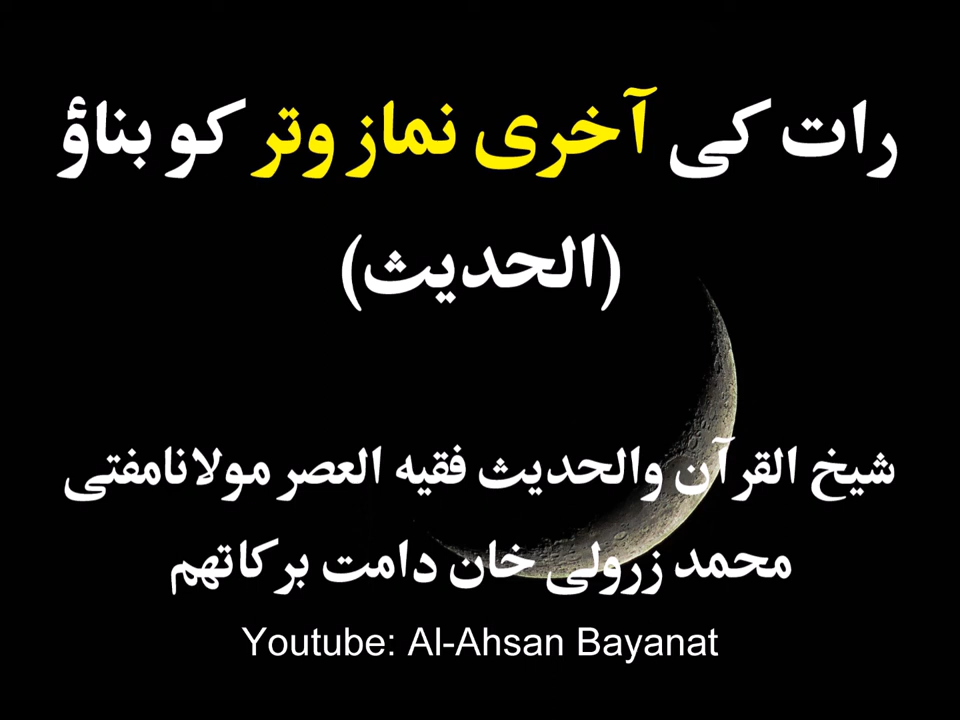 رات کی آخری نماز وتر کو بناؤ
(الحدیث)
شیخ القرآن والحدیث فقیہ العصر مولانامفتی
محمد زرولی خان دامت برکاتهم
Youtube: Al-Ahsan Bayanat